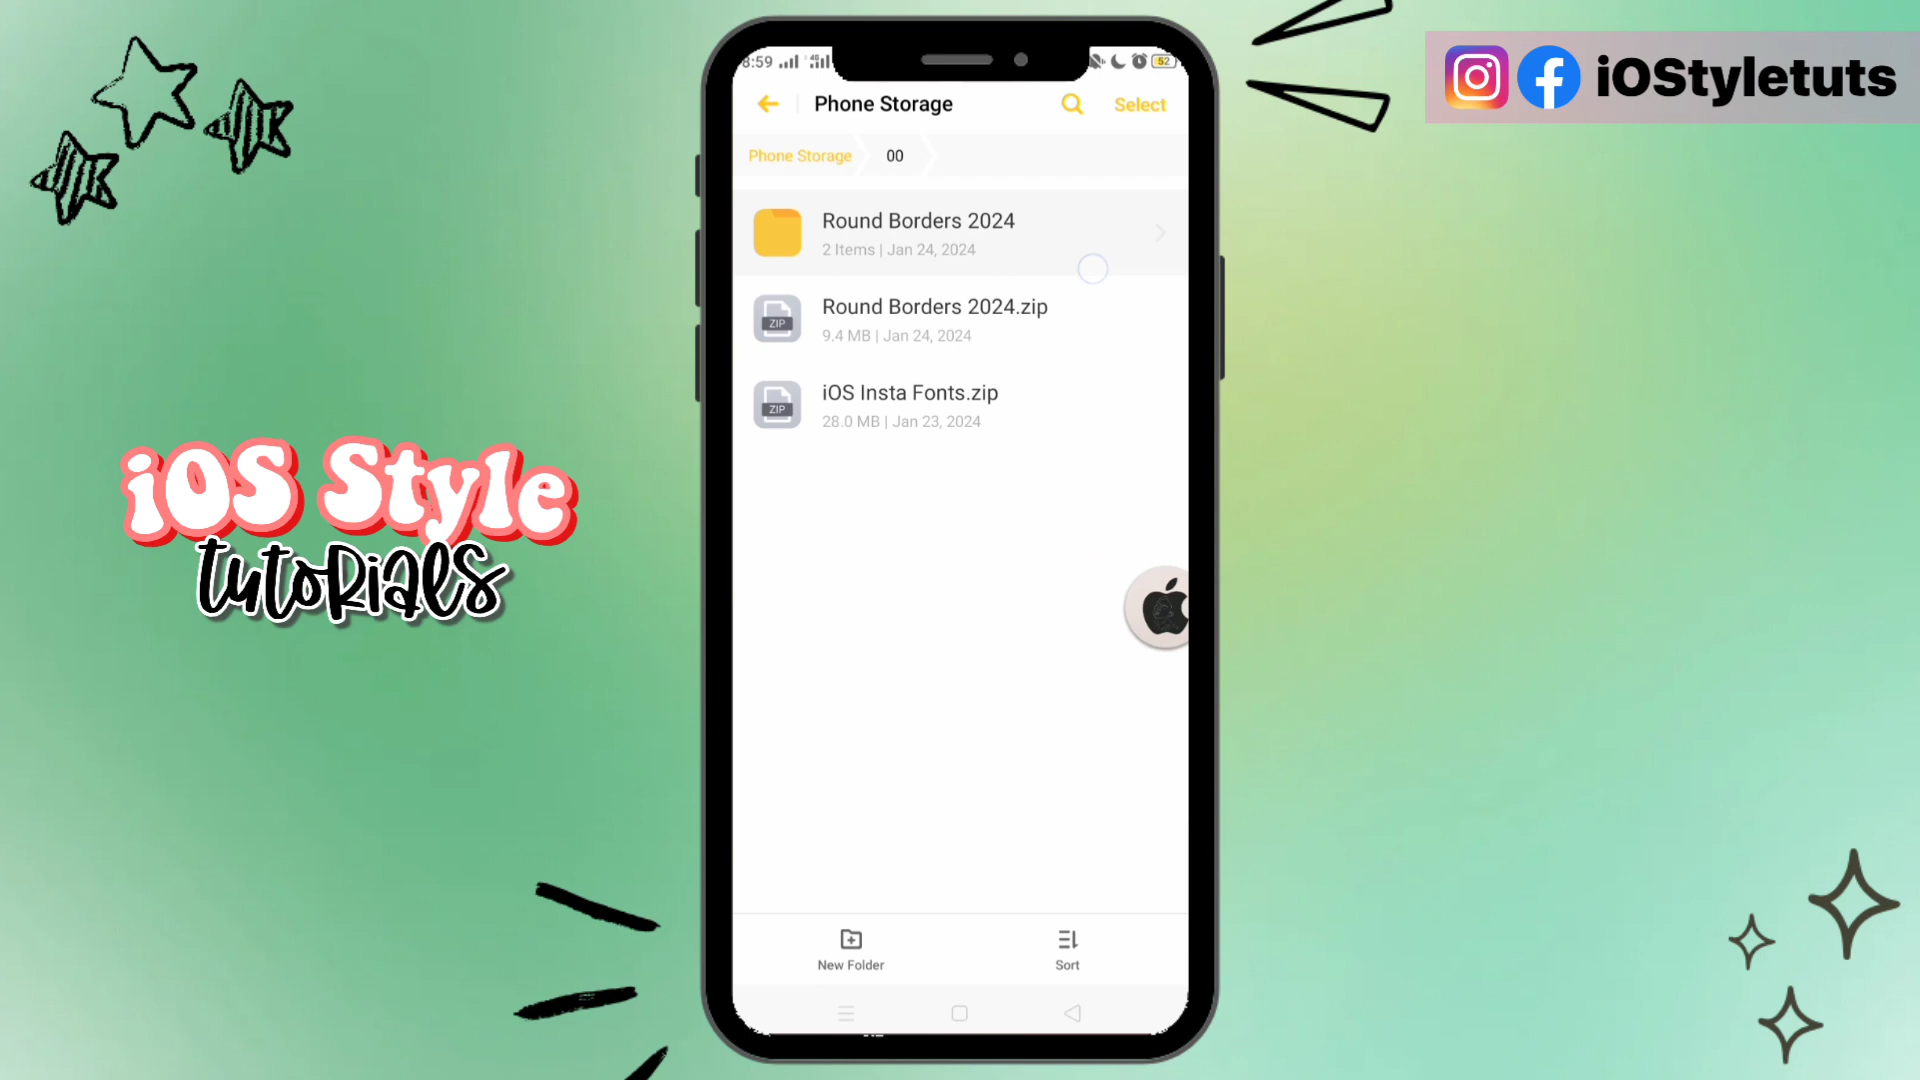 iOStyletuts
8:59
52
Phone Storage
Select
Phone Storage
00
Round Borders 2024
2 Items | Jan 24, 2024
ZIP
Round Borders 2024.zip
9.4 MB | Jan 24, 2024
ZIP
iOS Insta Fonts.zip
28.0 MB | Jan 23, 2024
iOS Style
tutorials
New Folder
Sort